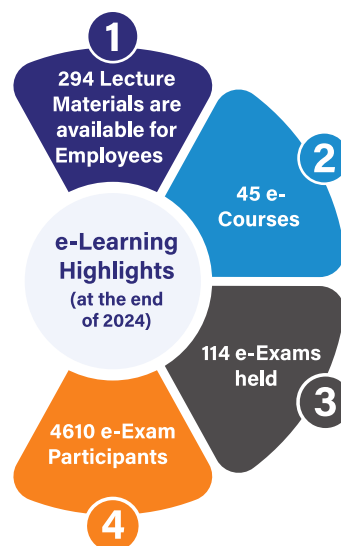 1
294 Lecture
Materials are
available for
Employees
2
45 e-
Courses
e-Learning
Highlights
(at the end
of 2024)
114 e-Exams
held
3
4610 e-Exam
Participants
4